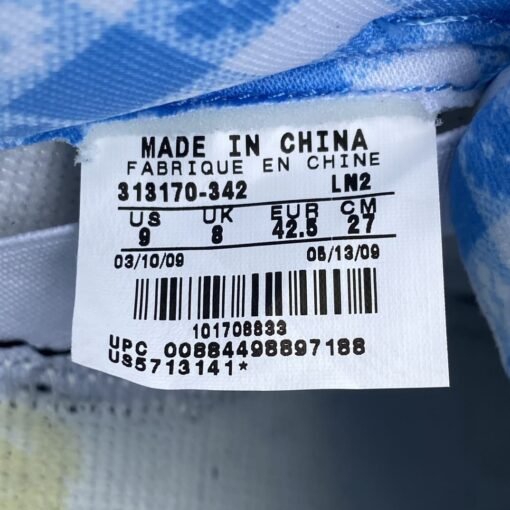 MADE IN CHINA
FABRIQUE EN CHINE
313170-342 LN2
US UK EUR CM
9 8 42.5 27
03/10/09 05/13/09
101708833
UPC 00884498897188
US5713141*